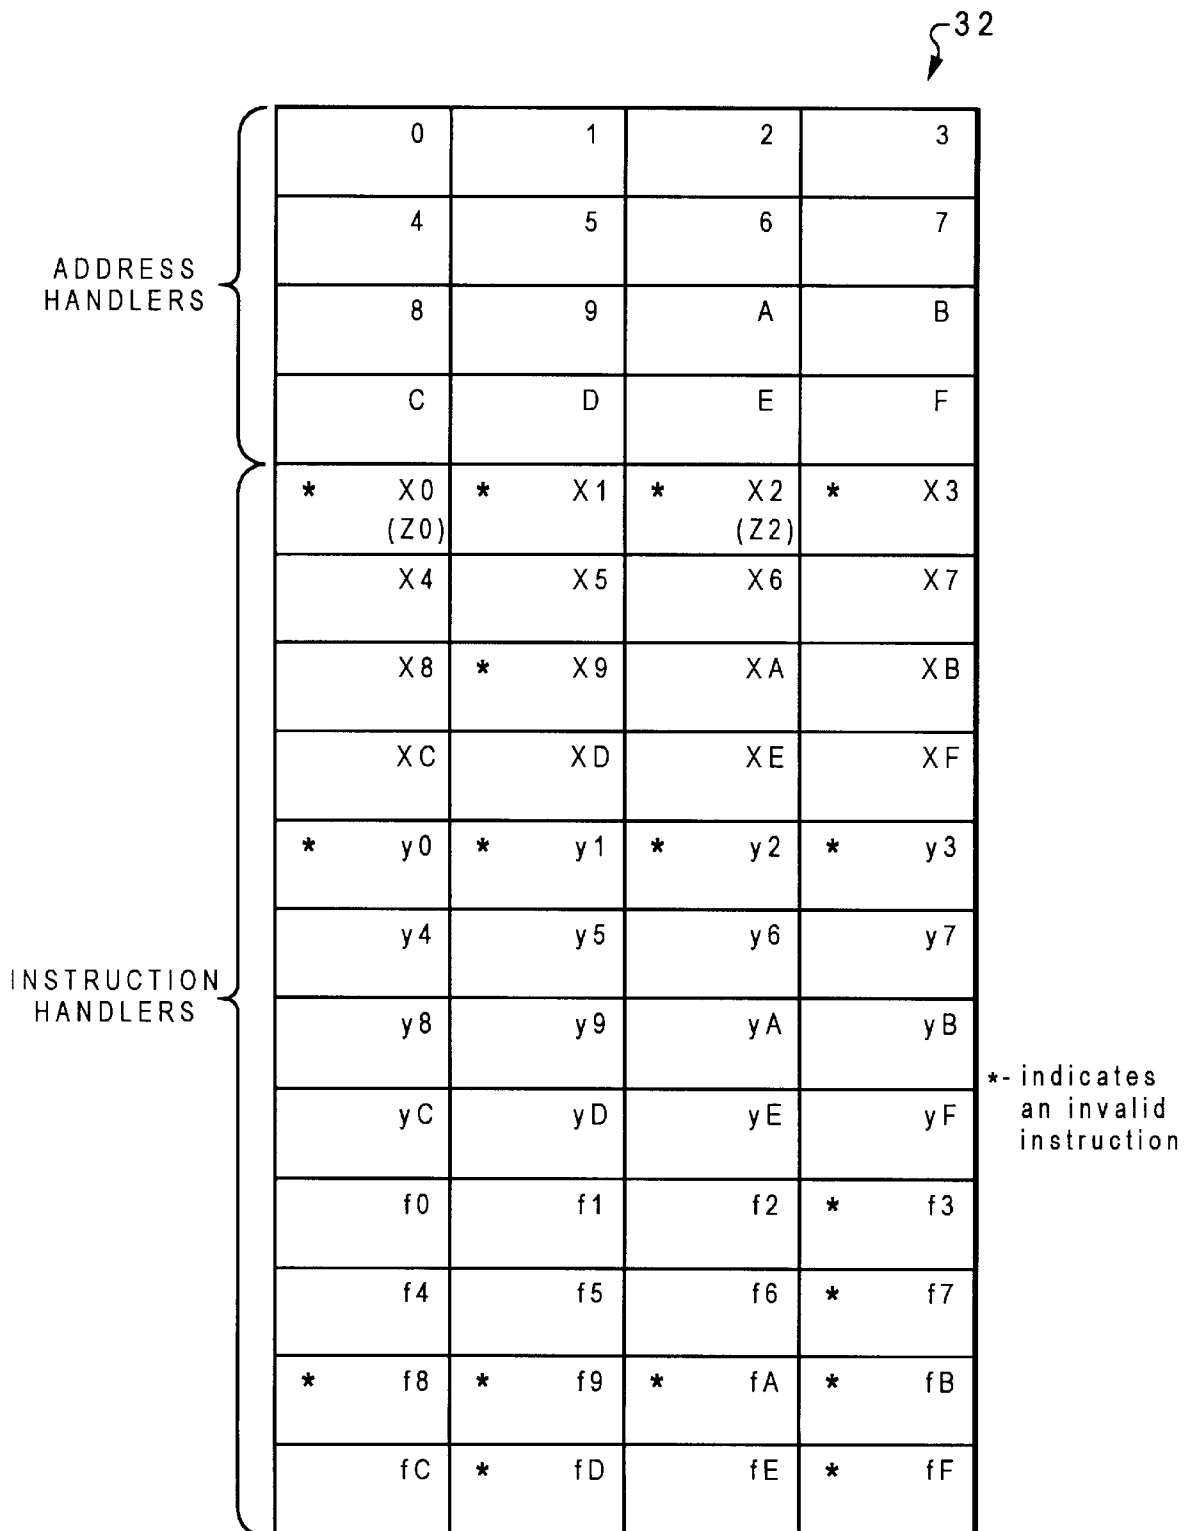 32
0 1 2 3
4 5 6 7
ADDRESS
HANDLERS
8 9 A B
C D E F
* X0 * X1 * X2 * X3
(Z0) (Z2)
X4 X5 X6 X7
X8 * X9 XA XB
XC XD XE XF
* y0 * y1 * y2 * y3
y4 y5 y6 y7
INSTRUCTION
HANDLERS
y8 y9 yA yB
*- indicates
an invalid
instruction
yC yD yE yF
f0 f1 f2 * f3
f4 f5 f6 * f7
* f8 * f9 * fA * fB
fC * fD fE * fF